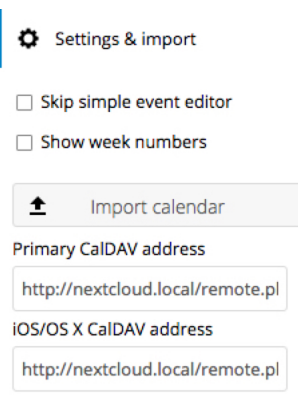 Settings & import
Skip simple event editor
Show week numbers
Import calendar
Primary CalDAV address
http://nextcloud.local/remote.pl
iOS/OS X CalDAV address
http://nextcloud.local/remote.pl